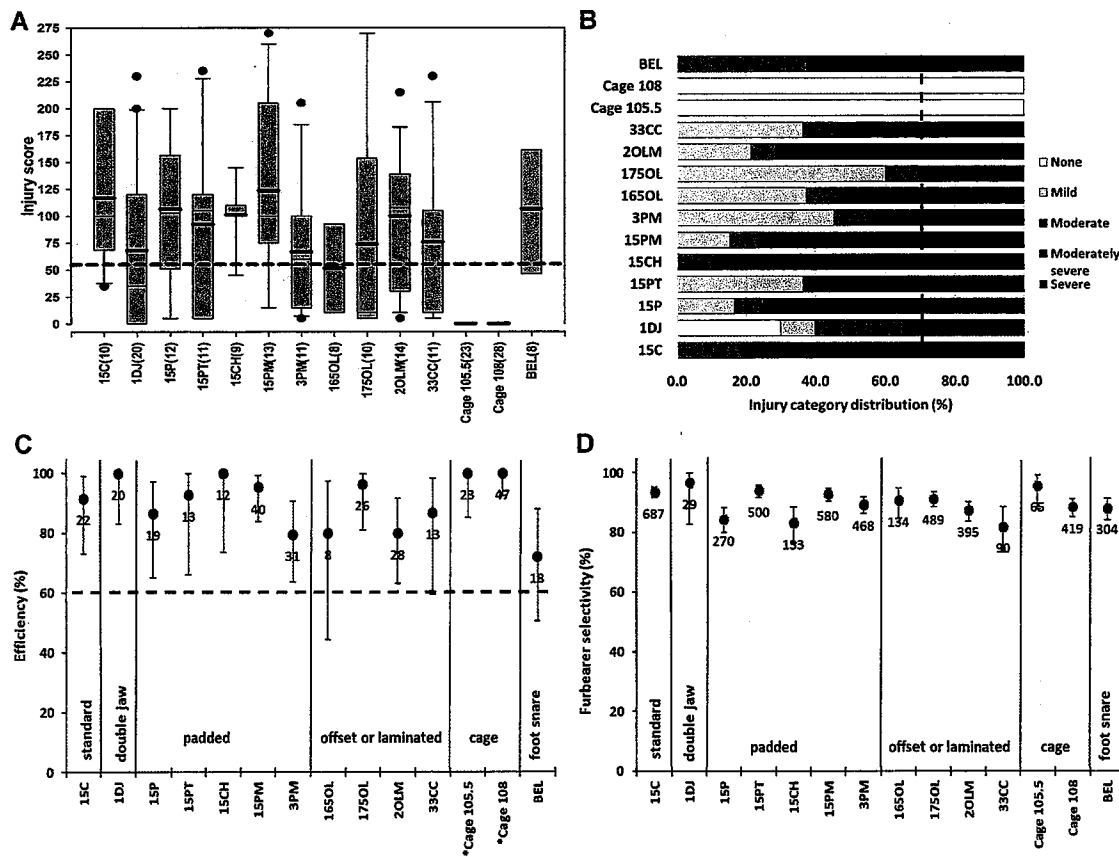 A
Injury score
275
250
225
200
175
150
125
100
75
50
25
0
15C(10)
1DJ(20)
15P(12)
15PT(11)
15CH(9)
15PM(13)
3PM(11)
165OL(8)
175OL(10)
2OLM(14)
33CC(11)
Cage 105.5(23)
Cage 108(28)
BEL(8)
B
BEL
Cage 108
Cage 105.5
33CC
2OLM
175OL
165OL
3PM
15PM
15CH
15PT
15P
1DJ
15C
0.0 20.0 40.0 60.0 80.0 100.0
Injury category distribution (%)
None
Mild
Moderate
Moderately
severe
Severe
C
Efficiency (%)
100
80
60
40
20
0
22
20
19
13
12
40
31
8
26
28
13
23
47
18
standard
double jaw
padded
offset or laminated
cage
foot snare
15C
1DJ
15P
15PT
15CH
15PM
3PM
165OL
175OL
2OLM
33CC
*Cage 105.5
*Cage 108
BEL
D
Furbearer selectivity (%)
100
80
60
40
20
0
687
29
270
500
153
580
468
134
489
395
90
419
304
standard
double jaw
padded
offset or laminated
cage
foot snare
15C
1DJ
15P
15PT
15CH
15PM
3PM
165OL
175OL
2OLM
33CC
Cage 105.5
Cage 108
BEL